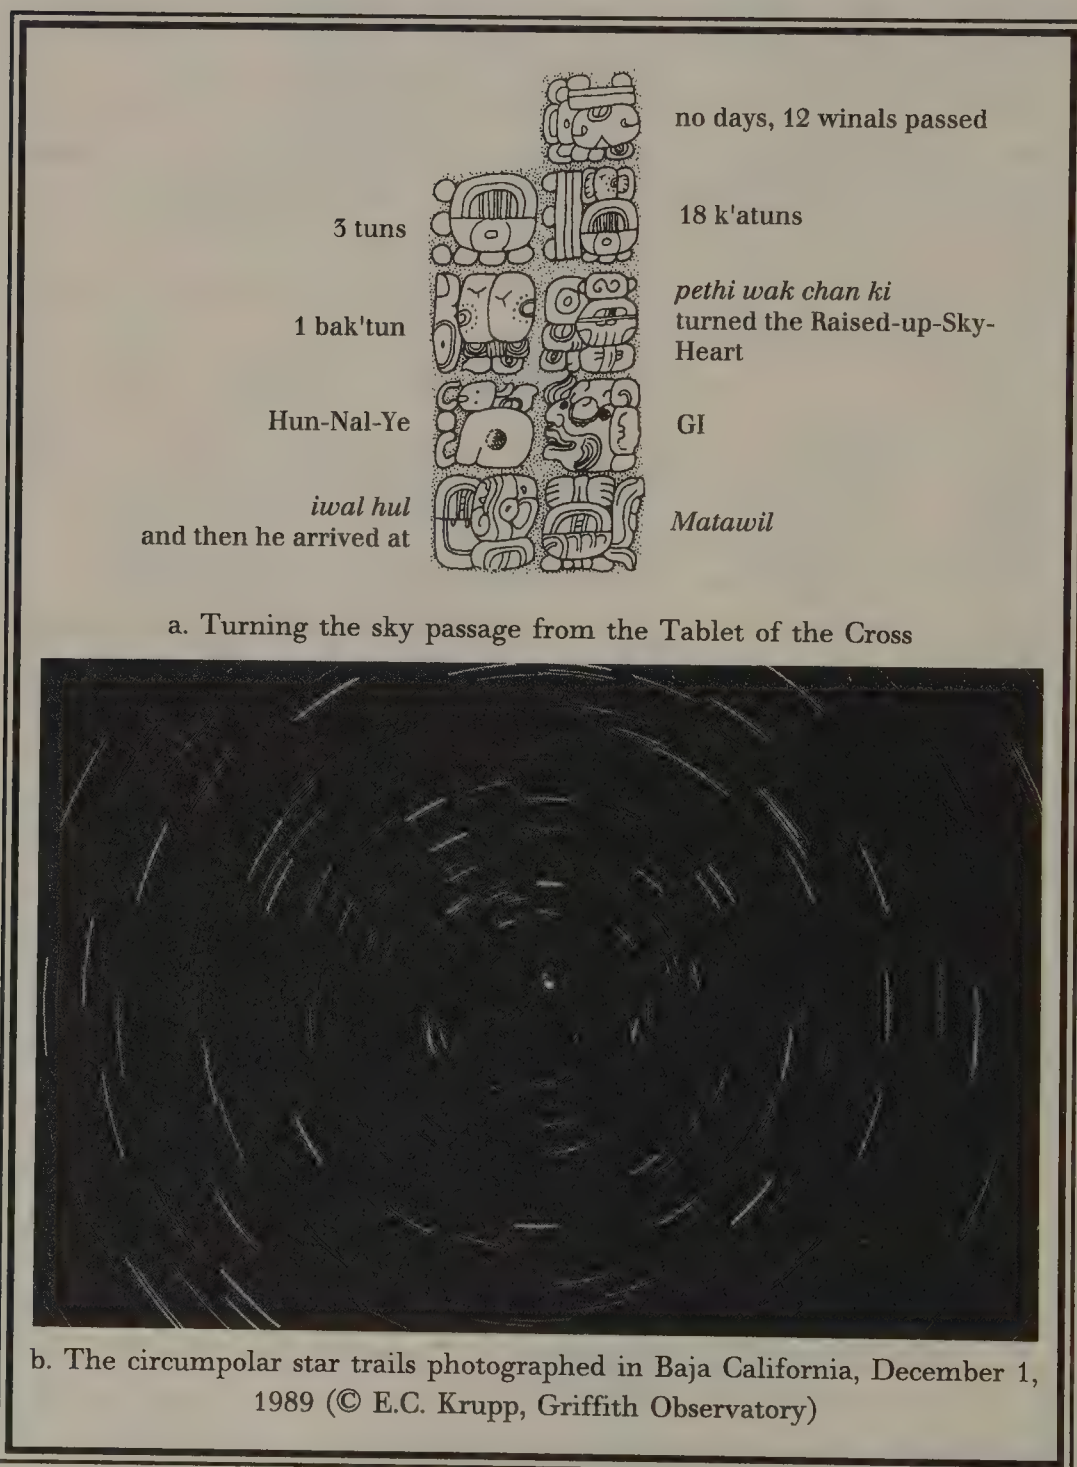 no days, 12 winals passed
3 tuns
18 k'atuns
1 bak'tun
pethi wak chan ki
turned the Raised-up-Sky-
Heart
Hun-Nal-Ye
GI
iwal hul
and then he arrived at
Matawil
a. Turning the sky passage from the Tablet of the Cross
b. The circumpolar star trails photographed in Baja California, December 1,
1989 (© E.C. Krupp, Griffith Observatory)